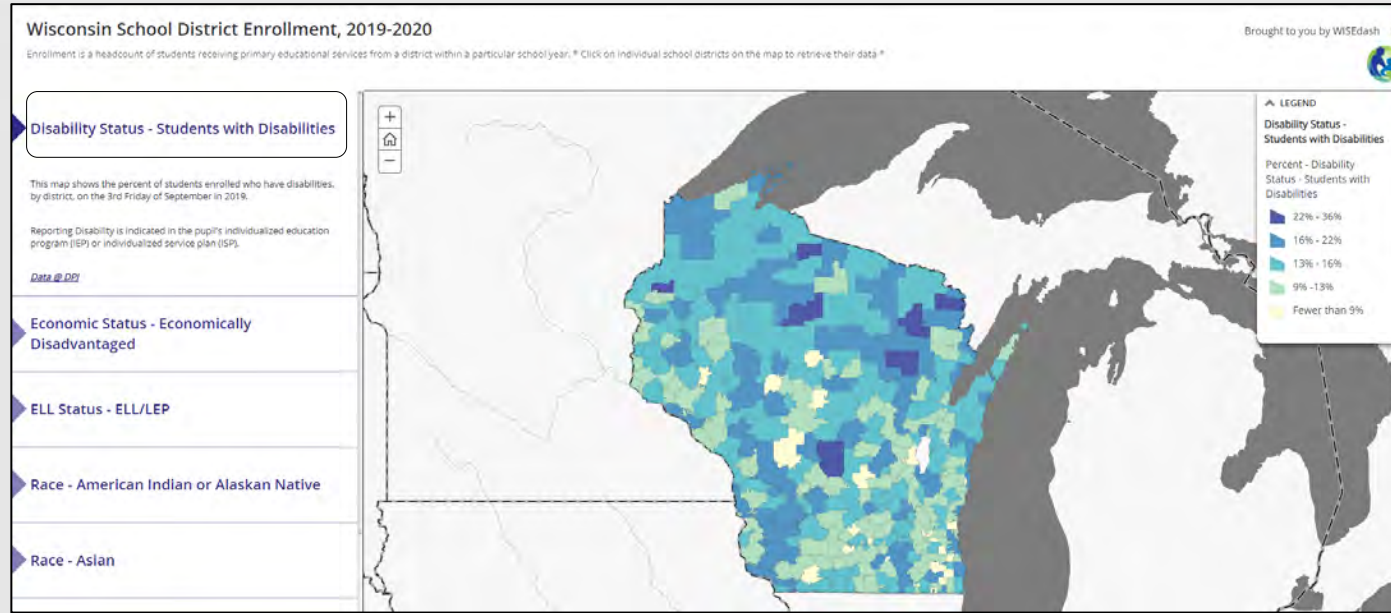 Wisconsin School District Enrollment, 2019-2020
Enrollment is a headcount of students receiving primary educational services from a district within a particular school year. * Click on individual school districts on the map to retrieve their data *
Brought to you by WISEdash
Disability Status - Students with Disabilities
This map shows the percent of students enrolled who have disabilities,
by district, on the 3rd Friday of September in 2019.
Reporting Disability is indicated in the pupil's individualized education
program (IEP) or individualized service plan (ISP).
Data @ DPI
Economic Status - Economically
Disadvantaged
ELL Status - ELL/LEP
Race - American Indian or Alaskan Native
Race - Asian
+
−
LEGEND
Disability Status -
Students with Disabilities
Percent - Disability
Status - Students with
Disabilities
22% - 36%
16% - 22%
13% - 16%
9% -13%
Fewer than 9%